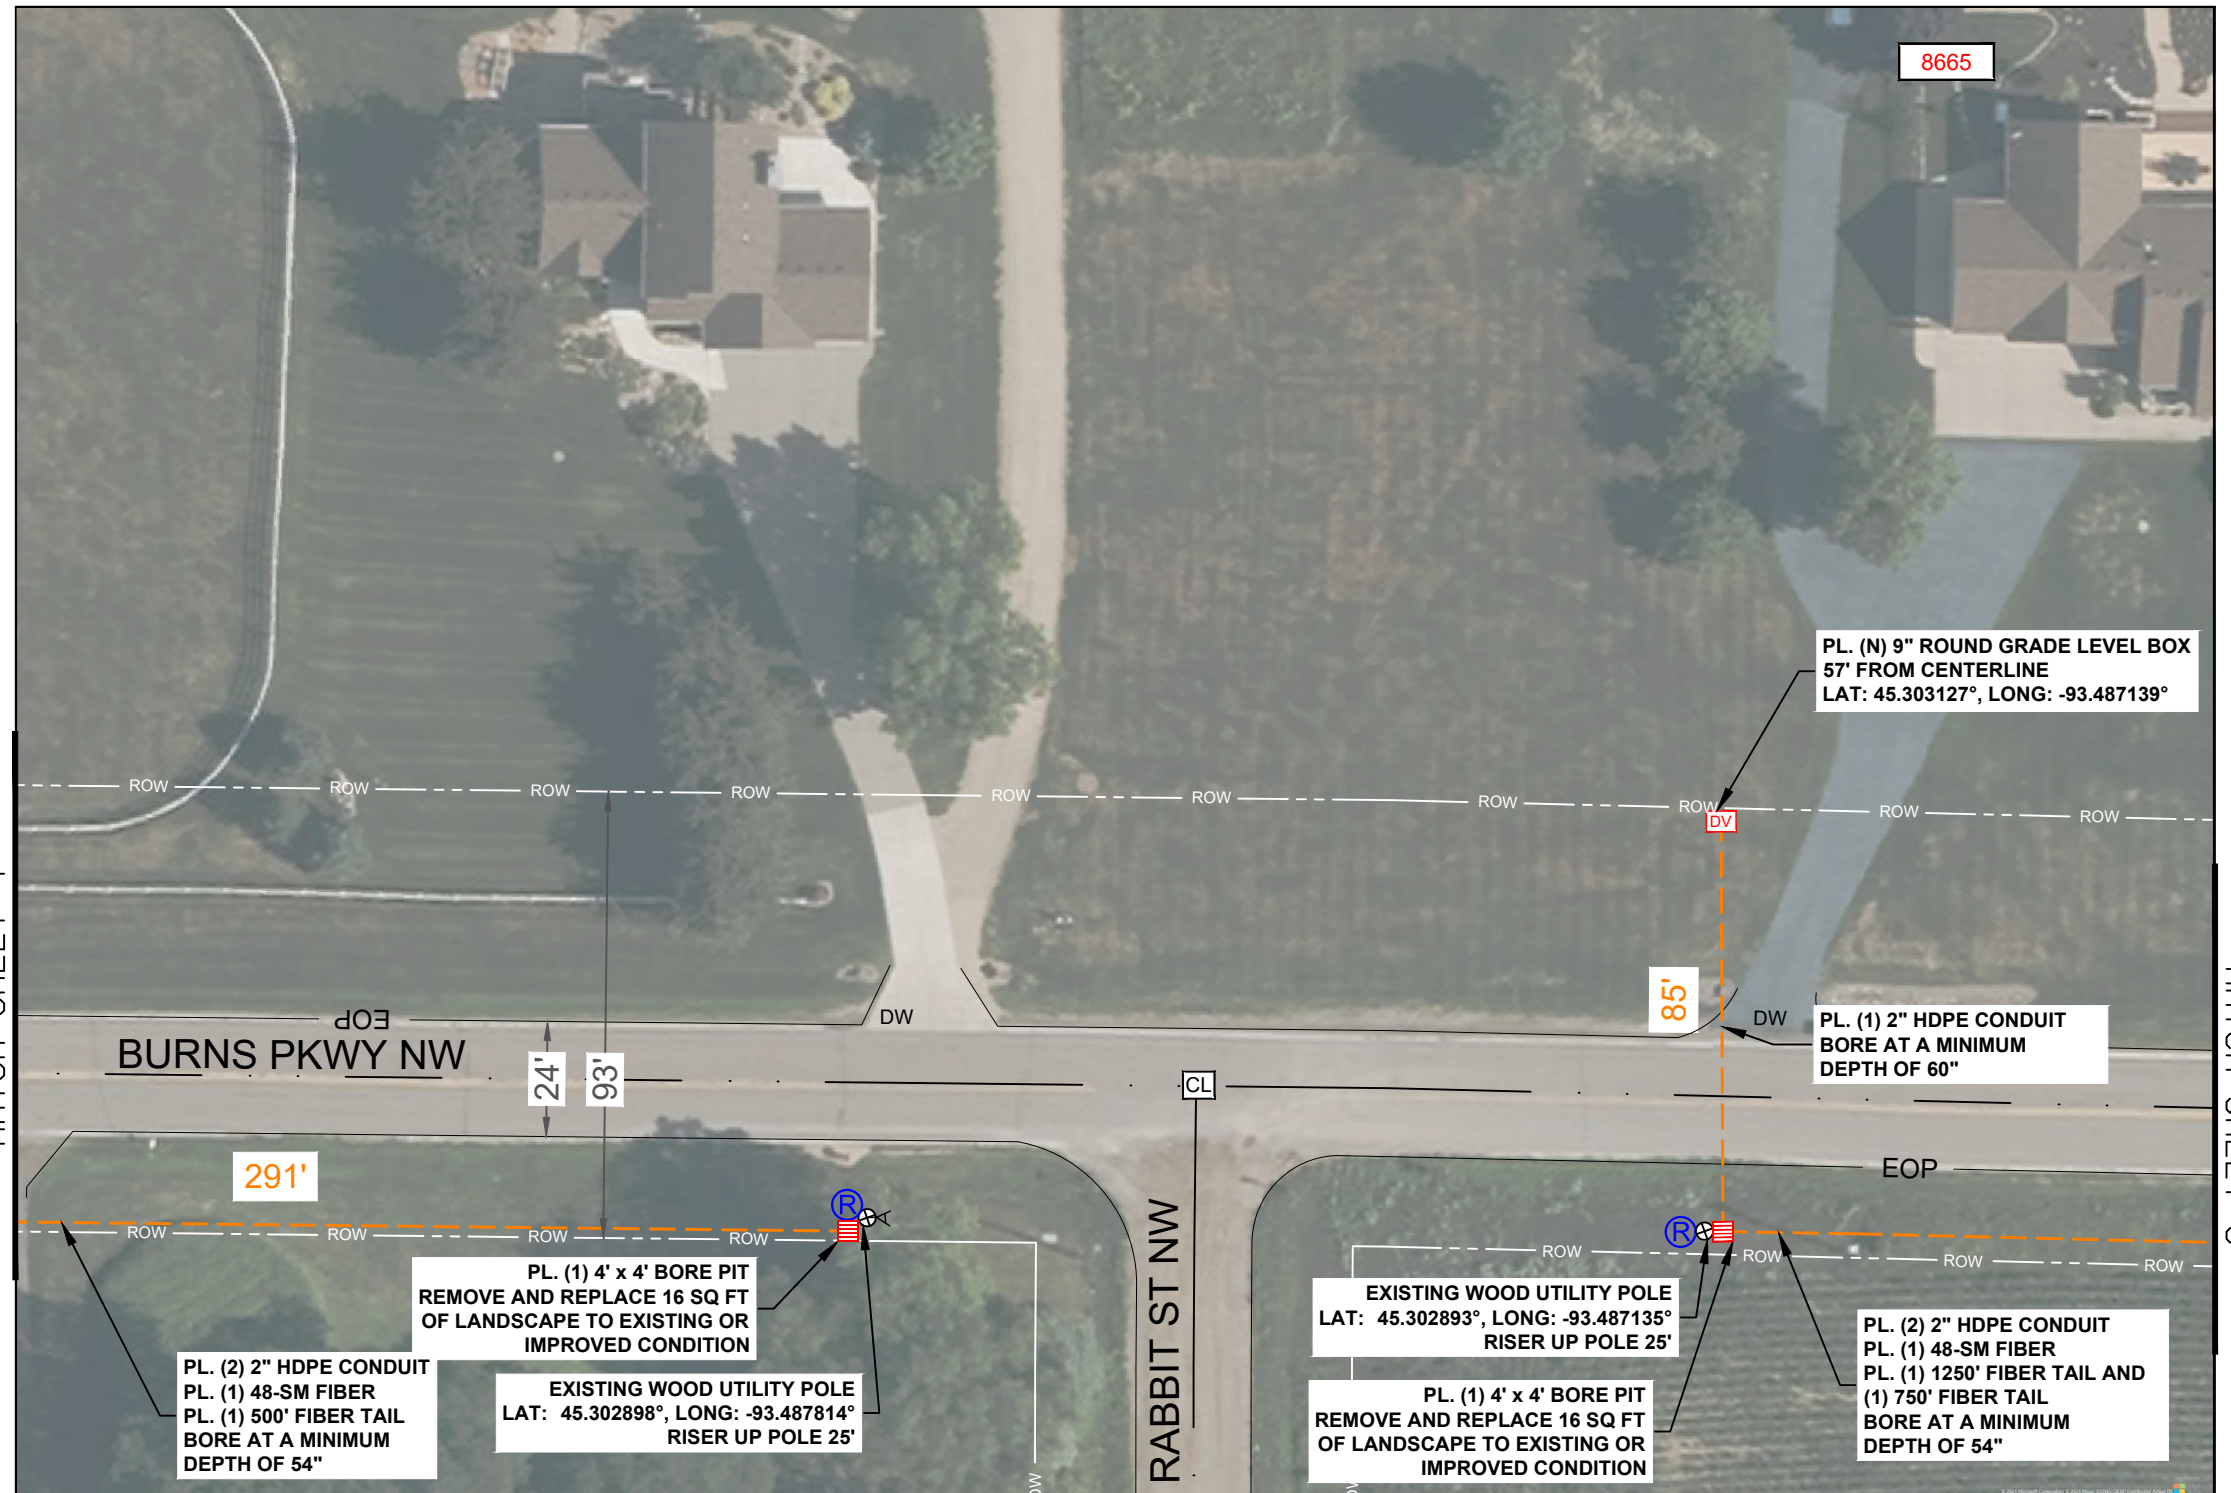 8665
PL. (N) 9" ROUND GRADE LEVEL BOX
57' FROM CENTERLINE
LAT: 45.303127°, LONG: -93.487139°
ROW
ROW
ROW
ROW
ROW
ROW
ROW
ROW
ROW
ROW
DV
85'
DW
DW
PL. (1) 2" HDPE CONDUIT
BORE AT A MINIMUM
DEPTH OF 60"
EOP
BURNS PKWY NW
24'
93'
CL
291'
EOP
R
R
ROW
ROW
ROW
ROW
ROW
ROW
ROW
ROW
PL. (1) 4' x 4' BORE PIT
REMOVE AND REPLACE 16 SQ FT
OF LANDSCAPE TO EXISTING OR
IMPROVED CONDITION
RABBIT ST NW
EXISTING WOOD UTILITY POLE
LAT: 45.302893°, LONG: -93.487135°
RISER UP POLE 25'
PL. (2) 2" HDPE CONDUIT
PL. (1) 48-SM FIBER
PL. (1) 1250' FIBER TAIL AND
(1) 750' FIBER TAIL
BORE AT A MINIMUM
DEPTH OF 54"
PL. (2) 2" HDPE CONDUIT
PL. (1) 48-SM FIBER
PL. (1) 500' FIBER TAIL
BORE AT A MINIMUM
DEPTH OF 54"
EXISTING WOOD UTILITY POLE
LAT: 45.302898°, LONG: -93.487814°
RISER UP POLE 25'
PL. (1) 4' x 4' BORE PIT
REMOVE AND REPLACE 16 SQ FT
OF LANDSCAPE TO EXISTING OR
IMPROVED CONDITION